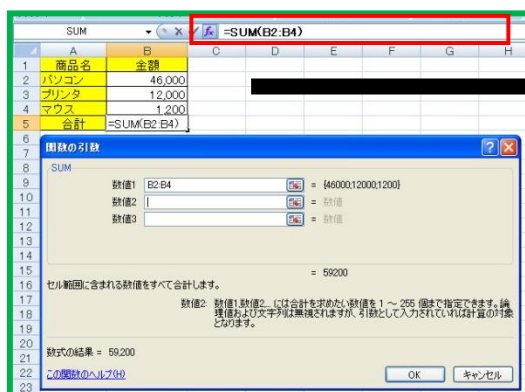 SUM
=SUM(B2:B4)
A B C D E F G H
1 商品名 金額
2 パソコン 46,000
3 プリンタ 12,000
4 マウス 1,200
5 合計 =SUM(B2:B4)
6
7
8
9
10
11
12
13
14
15
16
17
18
19
20
21
22
23
関数の引数
SUM
数値1 B2:B4 = {46000;12000;1200}
数値2 = 数値
数値3 = 数値
= 59200
セル範囲に含まれる数値をすべて合計します。
数値2: 数値1,数値2,... には合計を求めたい数値を 1 ～ 255 個まで指定できます。論
理値および文字列は無視されますが、引数として入力されていれば計算の対象
となります。
数式の結果 = 59,200
この関数のヘルプ(H)
OK キャンセル